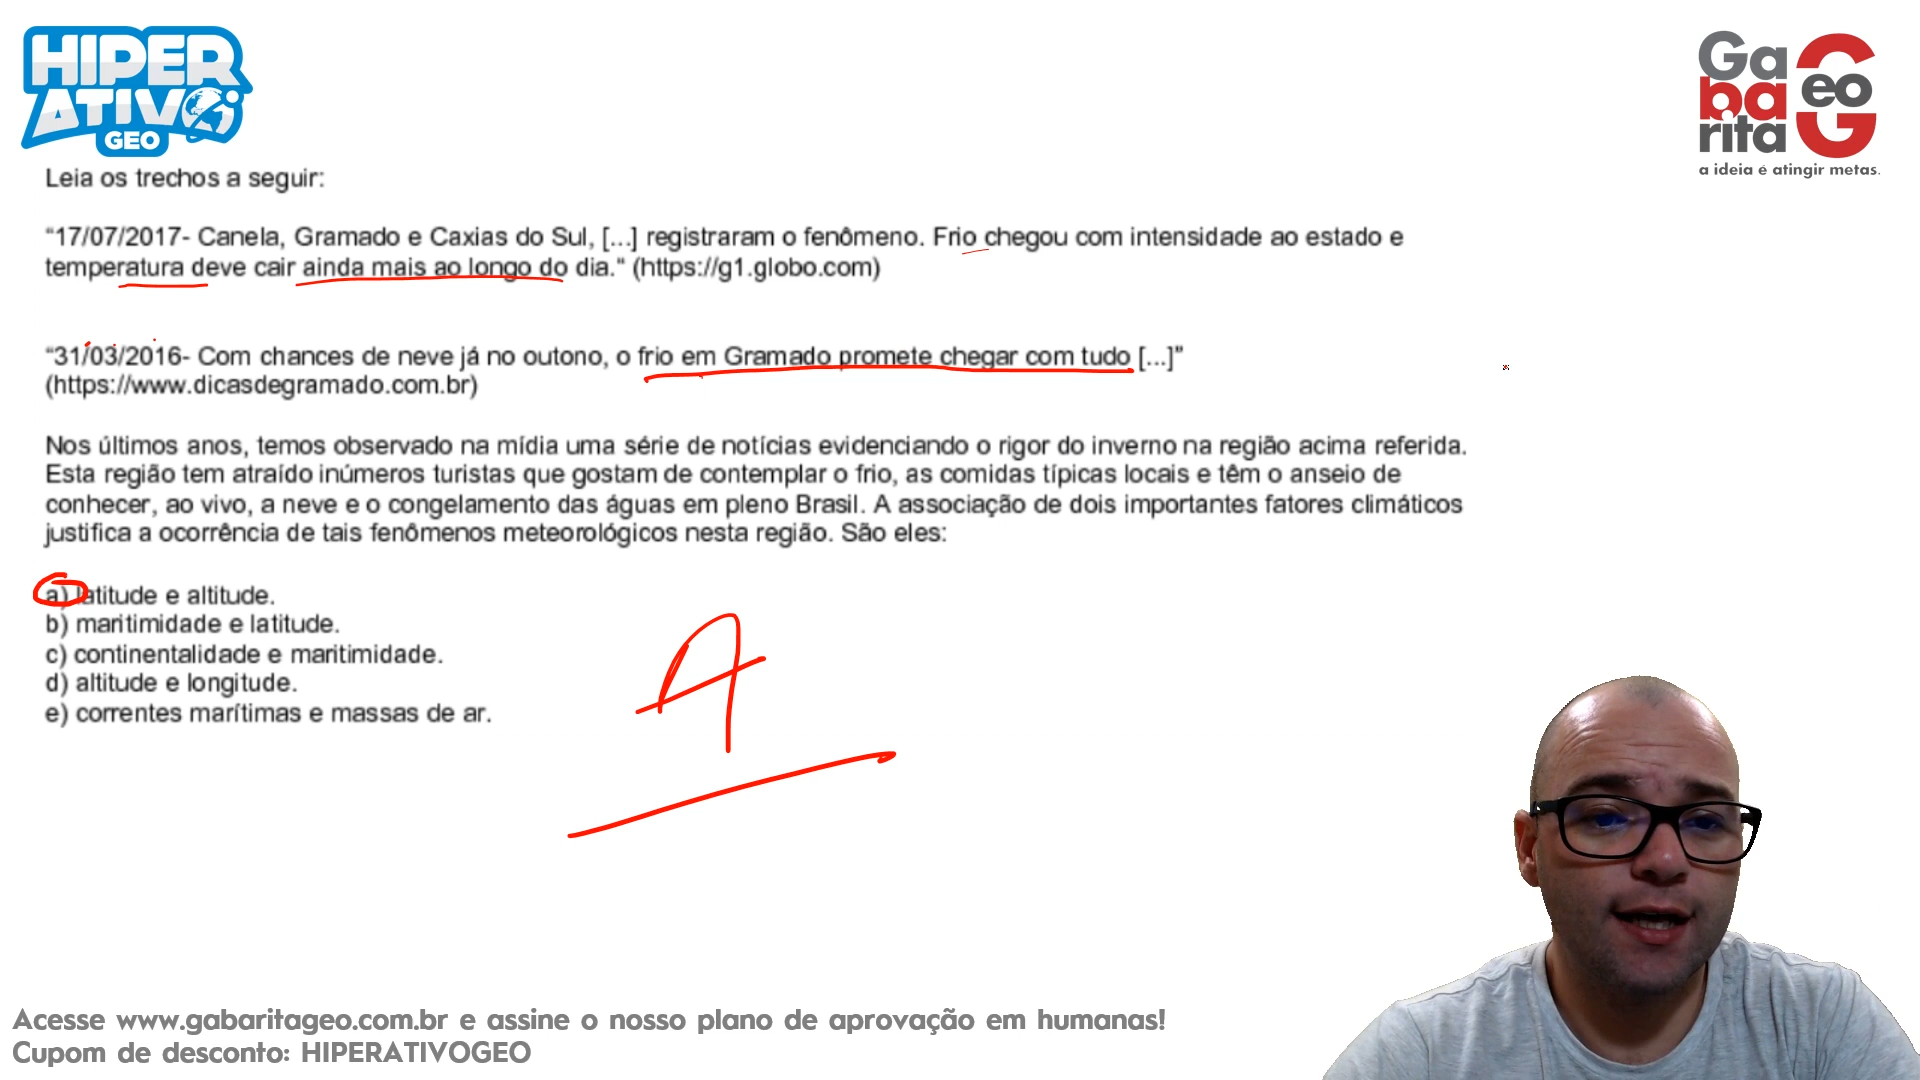 HIPER
ATIVO
GEO
Ga
ba
rita
Geo
a ideia é atingir metas.
Leia os trechos a seguir:
“17/07/2017- Canela, Gramado e Caxias do Sul, [...] registraram o fenômeno. Frio chegou com intensidade ao estado e
temperatura deve cair ainda mais ao longo do dia.“ (https://g1.globo.com)
“31/03/2016- Com chances de neve já no outono, o frio em Gramado promete chegar com tudo [...]”
(https://www.dicasdegramado.com.br)
Nos últimos anos, temos observado na mídia uma série de notícias evidenciando o rigor do inverno na região acima referida.
Esta região tem atraído inúmeros turistas que gostam de contemplar o frio, as comidas típicas locais e têm o anseio de
conhecer, ao vivo, a neve e o congelamento das águas em pleno Brasil. A associação de dois importantes fatores climáticos
justifica a ocorrência de tais fenômenos meteorológicos nesta região. São eles:
a) latitude e altitude.
b) maritimidade e latitude.
c) continentalidade e maritimidade.
d) altitude e longitude.
e) correntes marítimas e massas de ar.
A
Acesse www.gabaritageo.com.br e assine o nosso plano de aprovação em humanas!
Cupom de desconto: HIPERATIVOGEO